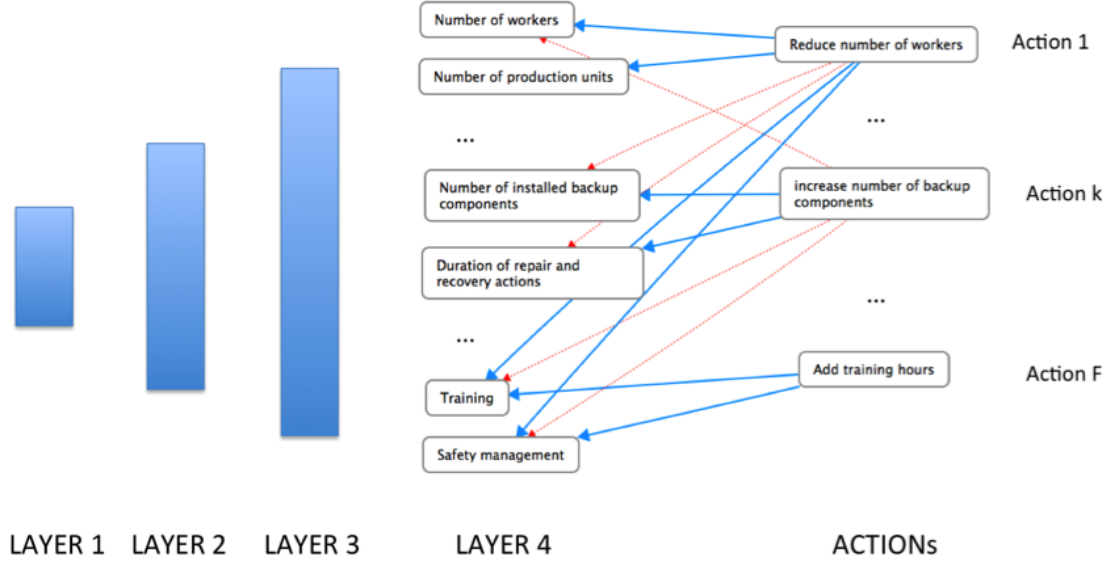 Number of workers
Reduce number of workers
Action 1
Number of production units
...
...
Number of installed backup
components
increase number of backup
components
Action k
Duration of repair and
recovery actions
...
...
Add training hours
Action F
Training
Safety management
LAYER 1
LAYER 2
LAYER 3
LAYER 4
ACTIONs